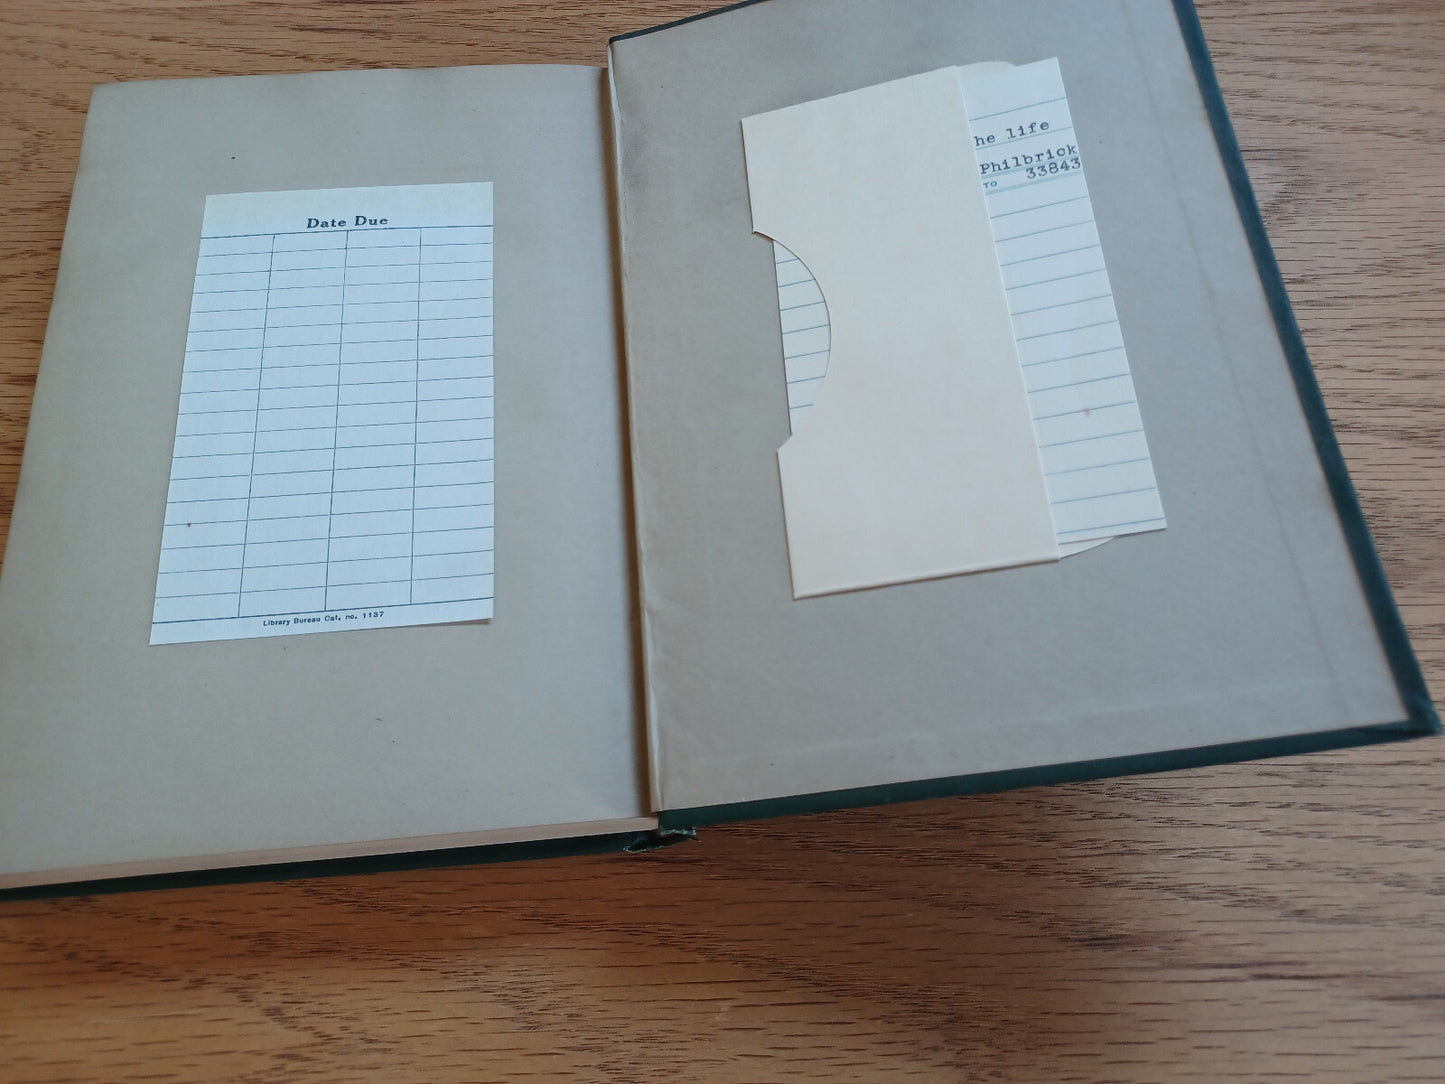 Date Due
Library Bureau Cat. no. 1137
he life
Philbrick
TO 33843